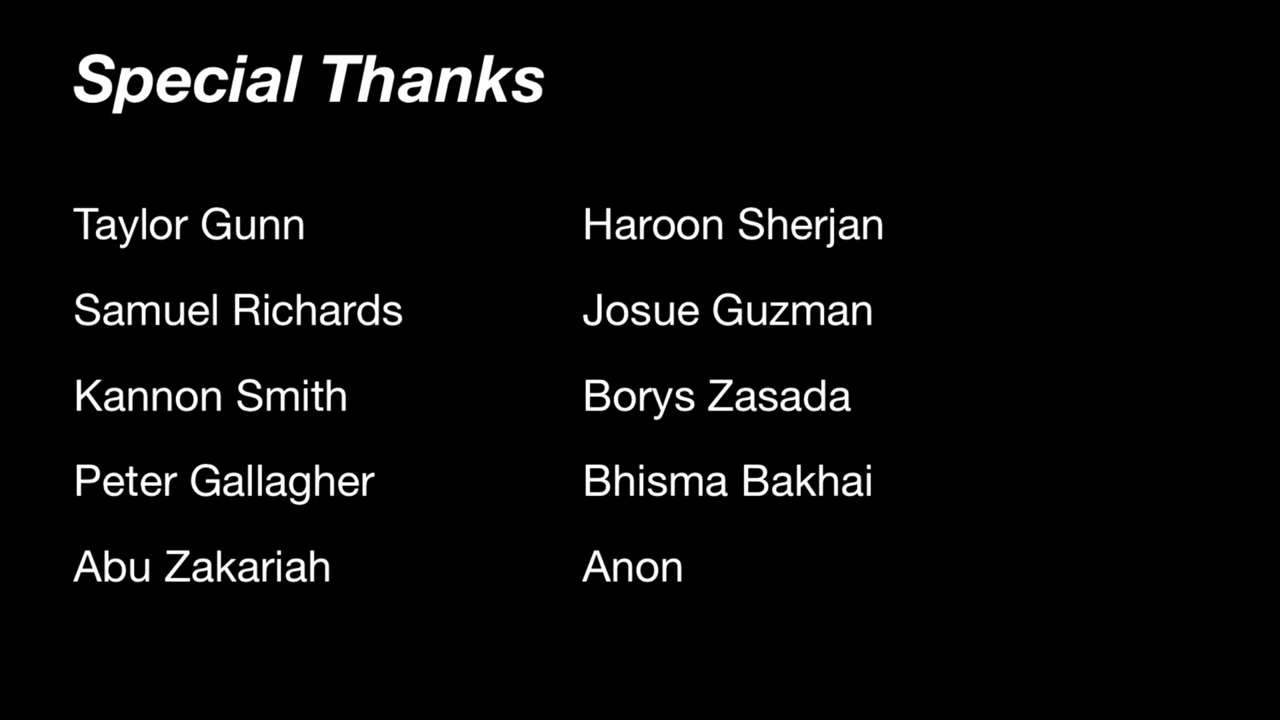 Special Thanks
Taylor Gunn
Samuel Richards
Kannon Smith
Peter Gallagher
Abu Zakariah
Haroon Sherjan
Josue Guzman
Borys Zasada
Bhisma Bakhai
Anon